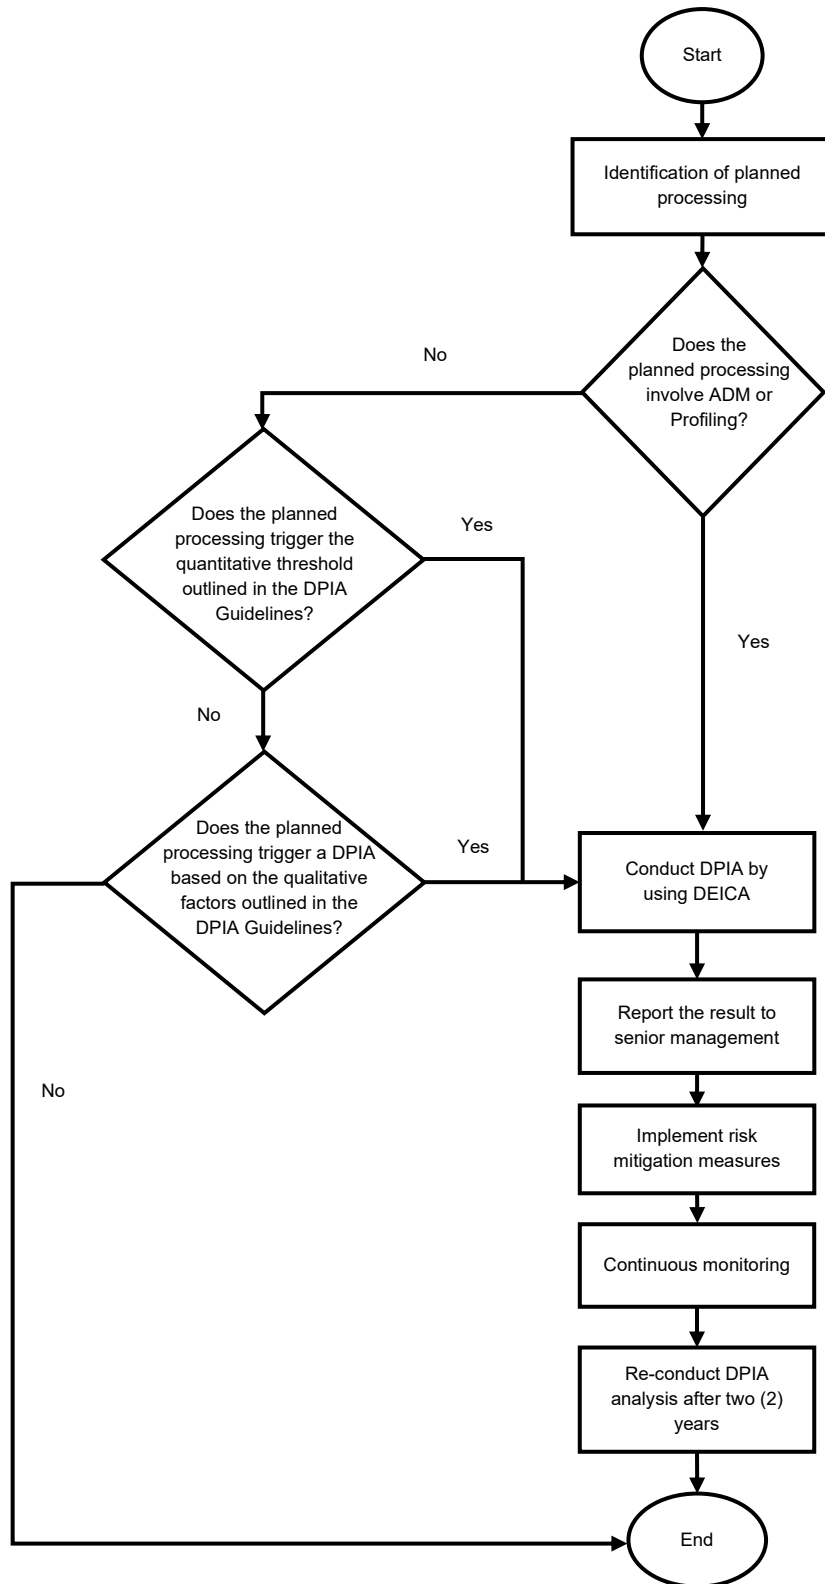 Start
Identification of planned
processing
Does the
planned processing
involve ADM or
Profiling?
No
Does the planned
processing trigger the
quantitative threshold
outlined in the DPIA
Guidelines?
Yes
Yes
No
Does the planned
processing trigger a DPIA
based on the qualitative
factors outlined in the
DPIA Guidelines?
Yes
Conduct DPIA by
using DEICA
Report the result to
senior management
No
Implement risk
mitigation measures
Continuous monitoring
Re-conduct DPIA
analysis after two (2)
years
End